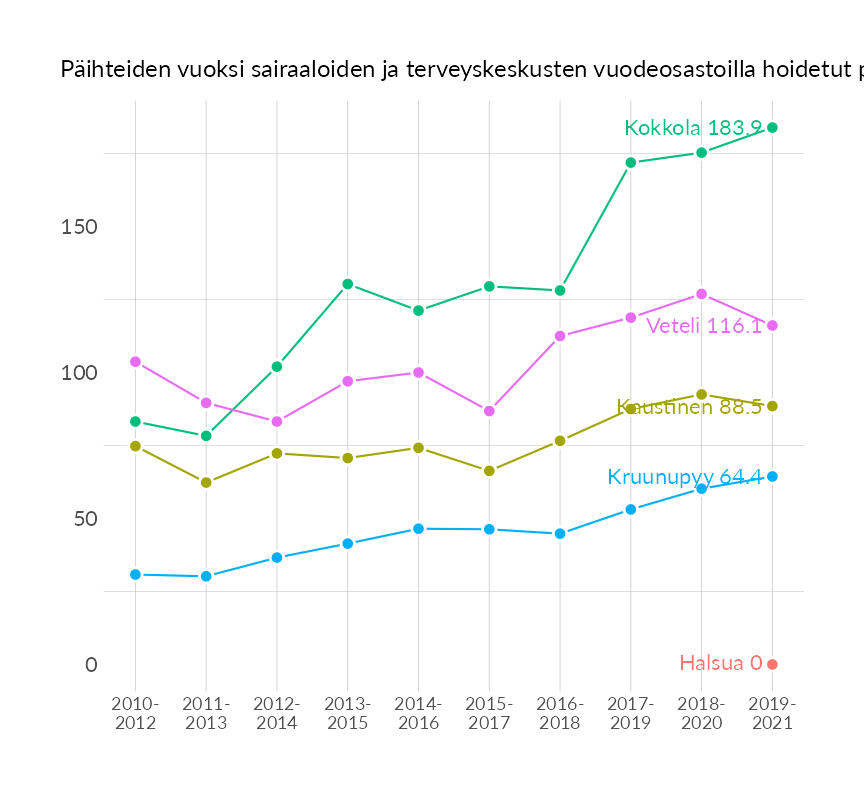 Päihteiden vuoksi sairaaloiden ja terveyskeskusten vuodeosastoilla hoidetut
Kokkola 183.9
150
Veteli 116.1
100
Kaustinen 88.5
Kruunupyy 64.4
50
Halsua 0
0
2010- 2011- 2012- 2013- 2014- 2015- 2016- 2017- 2018- 2019-
2012 2013 2014 2015 2016 2017 2018 2019 2020 2021